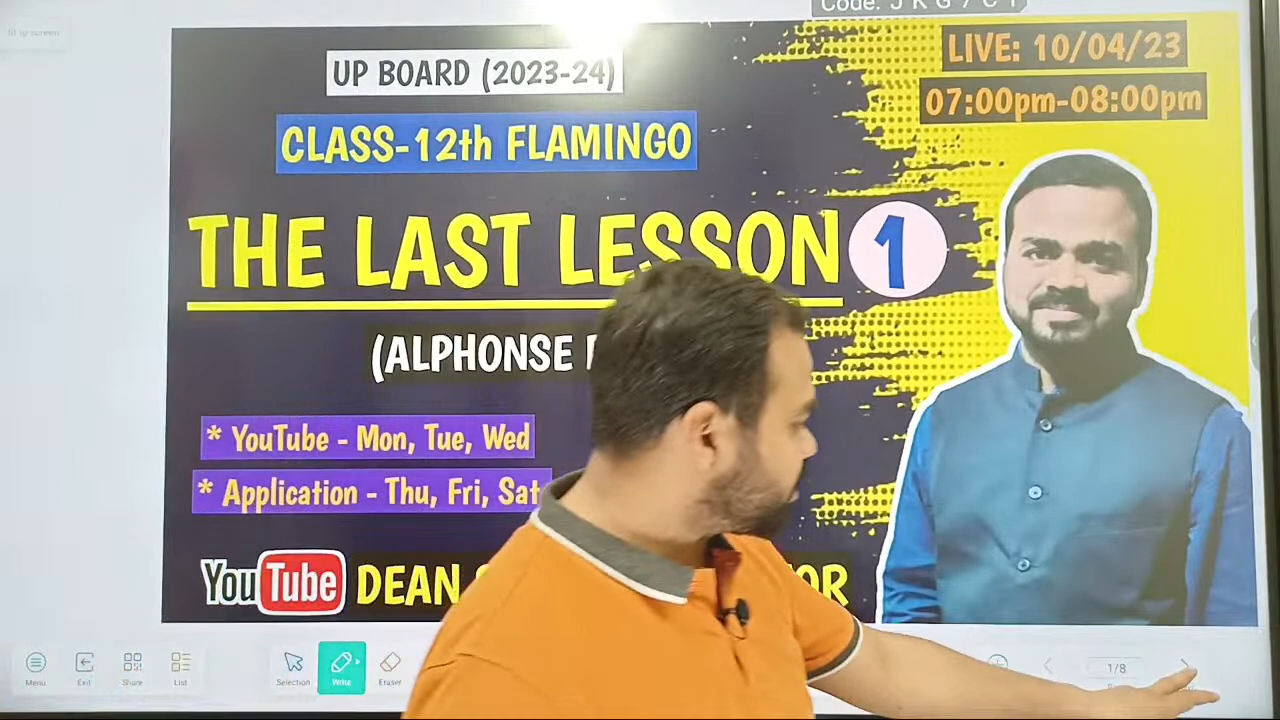 Code: J K G 7 C
UP BOARD (2023-24)
LIVE: 10/04/23
07:00pm-08:00pm
CLASS-12th FLAMINGO
THE LAST LESSON 1
(ALPHONSE
* YouTube - Mon, Tue, Wed
* Application - Thu, Fri, Sat
YouTube DEAN
Menu
Exit
Share
List
Selection
Write
Eraser
1/8